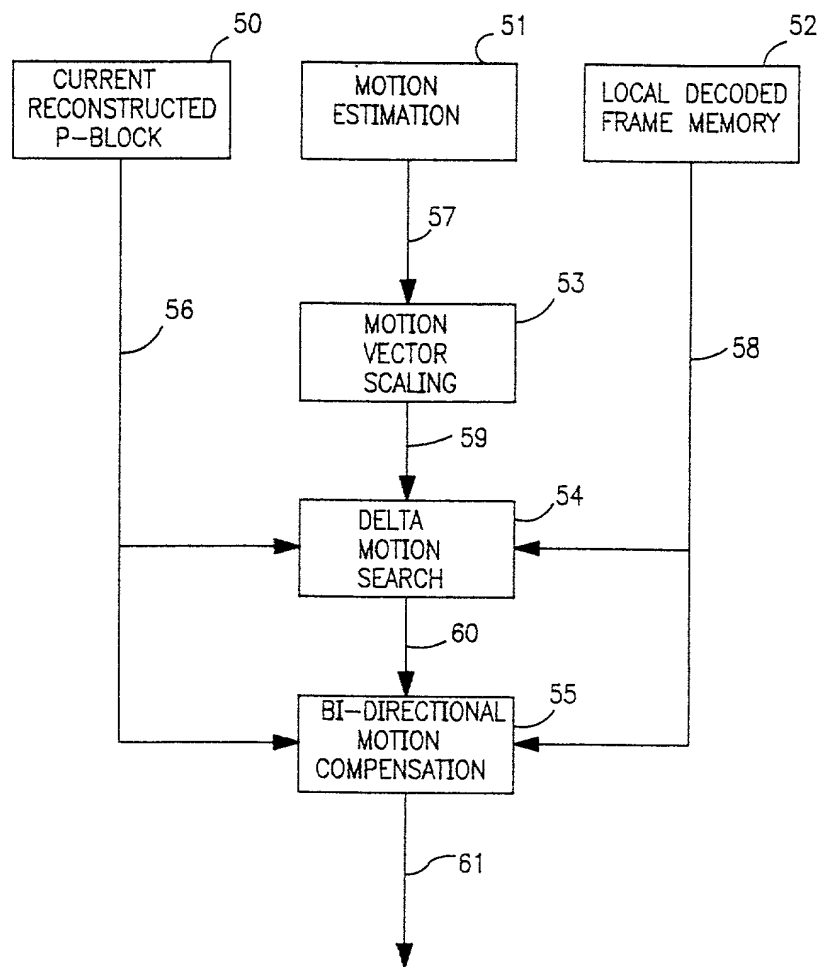 50
51
52
CURRENT
RECONSTRUCTED
P-BLOCK
MOTION
ESTIMATION
LOCAL DECODED
FRAME MEMORY
57
53
56
MOTION
VECTOR
SCALING
58
59
54
DELTA
MOTION
SEARCH
60
55
BI-DIRECTIONAL
MOTION
COMPENSATION
61